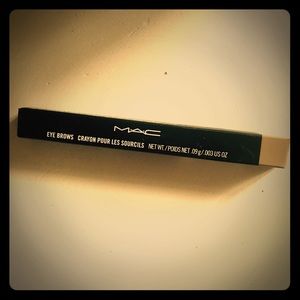 MAC
EYE BROWS CRAYON POUR LES SOURCILS NET WT./POIDS NET .09 g/.003 US OZ